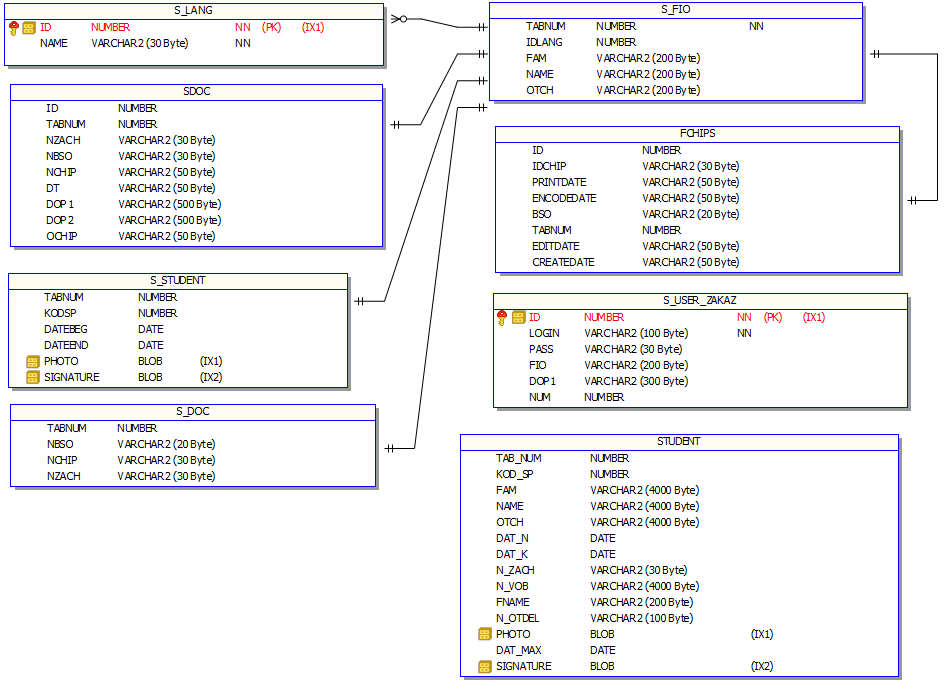 S_LANG
ID NUMBER NN (PK) (IX1)
NAME VARCHAR2 (30 Byte) NN
SDOC
ID NUMBER
TABNUM NUMBER
NZACH VARCHAR2 (30 Byte)
NBSO VARCHAR2 (30 Byte)
NCHIP VARCHAR2 (50 Byte)
DT VARCHAR2 (50 Byte)
DOP1 VARCHAR2 (500 Byte)
DOP2 VARCHAR2 (500 Byte)
OCHIP VARCHAR2 (50 Byte)
S_STUDENT
TABNUM NUMBER
KODSP NUMBER
DATEBEG DATE
DATEEND DATE
PHOTO BLOB (IX1)
SIGNATURE BLOB (IX2)
S_DOC
TABNUM NUMBER
NBSO VARCHAR2 (20 Byte)
NCHIP VARCHAR2 (30 Byte)
NZACH VARCHAR2 (30 Byte)
S_FIO
TABNUM NUMBER NN
IDLANG NUMBER
FAM VARCHAR2 (200 Byte)
NAME VARCHAR2 (200 Byte)
OTCH VARCHAR2 (200 Byte)
FCHIPS
ID NUMBER
IDCHIP VARCHAR2 (30 Byte)
PRINTDATE VARCHAR2 (50 Byte)
ENCODEDATE VARCHAR2 (50 Byte)
BSO VARCHAR2 (20 Byte)
TABNUM NUMBER
EDITDATE VARCHAR2 (50 Byte)
CREATEDATE VARCHAR2 (50 Byte)
S_USER_ZAKAZ
ID NUMBER NN (PK) (IX1)
LOGIN VARCHAR2 (100 Byte) NN
PASS VARCHAR2 (30 Byte)
FIO VARCHAR2 (200 Byte)
DOP1 VARCHAR2 (300 Byte)
NUM NUMBER
STUDENT
TAB_NUM NUMBER
KOD_SP NUMBER
FAM VARCHAR2 (4000 Byte)
NAME VARCHAR2 (4000 Byte)
OTCH VARCHAR2 (4000 Byte)
DAT_N DATE
DAT_K DATE
N_ZACH VARCHAR2 (30 Byte)
N_VOB VARCHAR2 (4000 Byte)
FNAME VARCHAR2 (200 Byte)
N_OTDEL VARCHAR2 (100 Byte)
PHOTO BLOB (IX1)
DAT_MAX DATE
SIGNATURE BLOB (IX2)